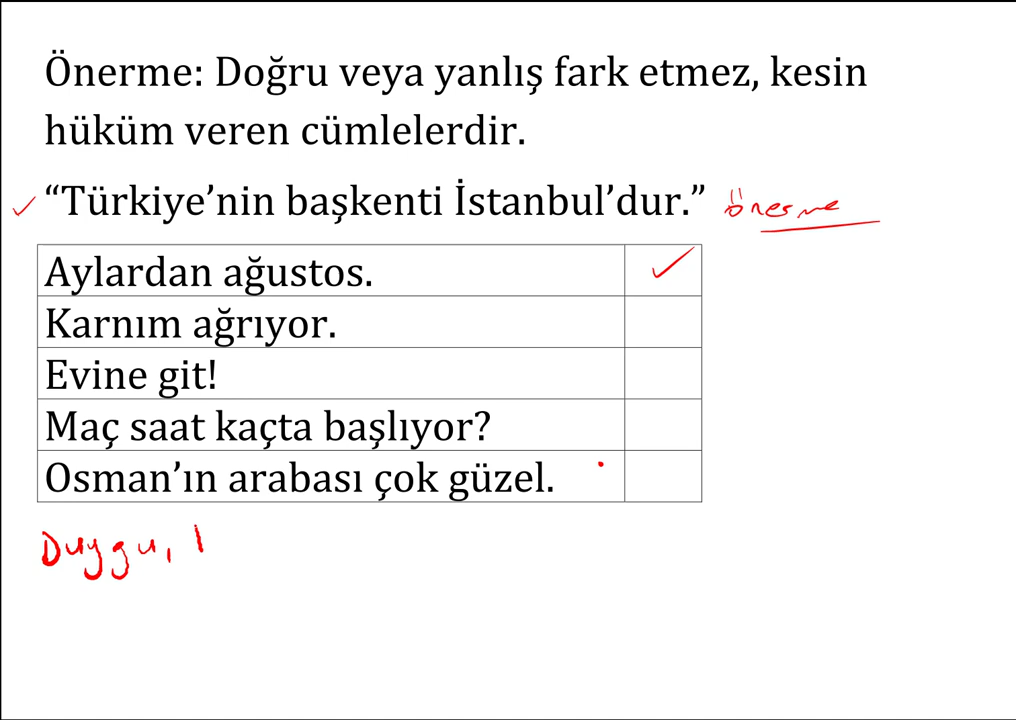 Önerme: Doğru veya yanlış fark etmez, kesin
hüküm veren cümlelerdir.
“Türkiye’nin başkenti İstanbul’dur.” önerme
Aylardan ağustos.
Karnım ağrıyor.
Evine git!
Maç saat kaçta başlıyor?
Osman’ın arabası çok güzel.
Duygu,